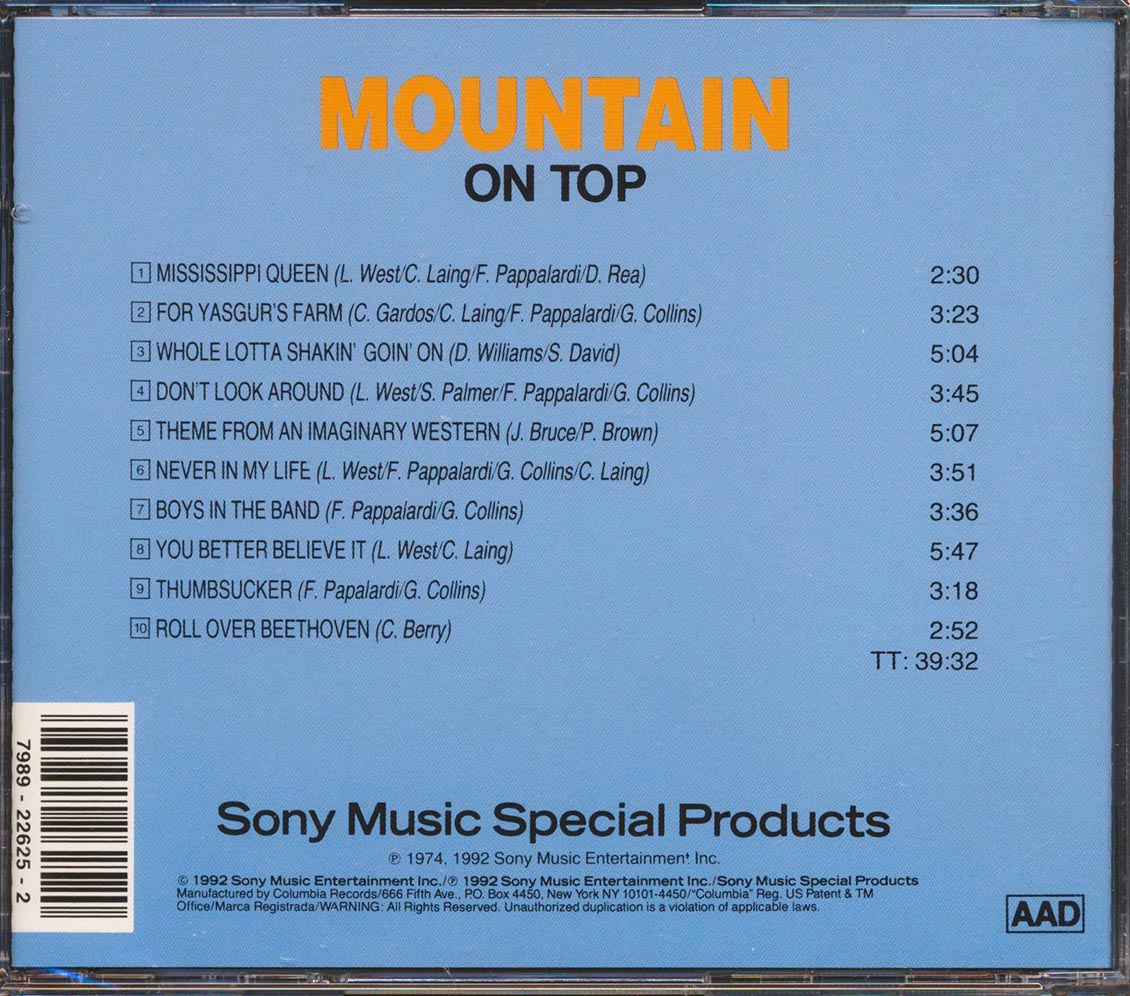 MOUNTAIN
ON TOP
1 MISSISSIPPI QUEEN (L. West/C. Laing/F. Pappalardi/D. Rea) 2:30
2 FOR YASGUR'S FARM (C. Gardos/C. Laing/F. Pappalardi/G. Collins) 3:23
3 WHOLE LOTTA SHAKIN' GOIN' ON (D. Williams/S. David) 5:04
4 DON'T LOOK AROUND (L. West/S. Palmer/F. Pappalardi/G. Collins) 3:45
5 THEME FROM AN IMAGINARY WESTERN (J. Bruce/P. Brown) 5:07
6 NEVER IN MY LIFE (L. West/F. Pappalardi/G. Collins/C. Laing) 3:51
7 BOYS IN THE BAND (F. Pappalardi/G. Collins) 3:36
8 YOU BETTER BELIEVE IT (L. West/C. Laing) 5:47
9 THUMBSUCKER (F. Papalardi/G. Collins) 3:18
10 ROLL OVER BEETHOVEN (C. Berry) 2:52
TT: 39:32
7989 - 22625 - 2
Sony Music Special Products
℗ 1974, 1992 Sony Music Entertainment Inc.
© 1992 Sony Music Entertainment Inc./℗ 1992 Sony Music Entertainment Inc./Sony Music Special Products
Manufactured by Columbia Records/666 Fifth Ave., P.O. Box 4450, New York NY 10101-4450/"Columbia" Reg. US Patent & TM
Office/Marca Registrada/WARNING: All Rights Reserved. Unauthorized duplication is a violation of applicable laws.
AAD